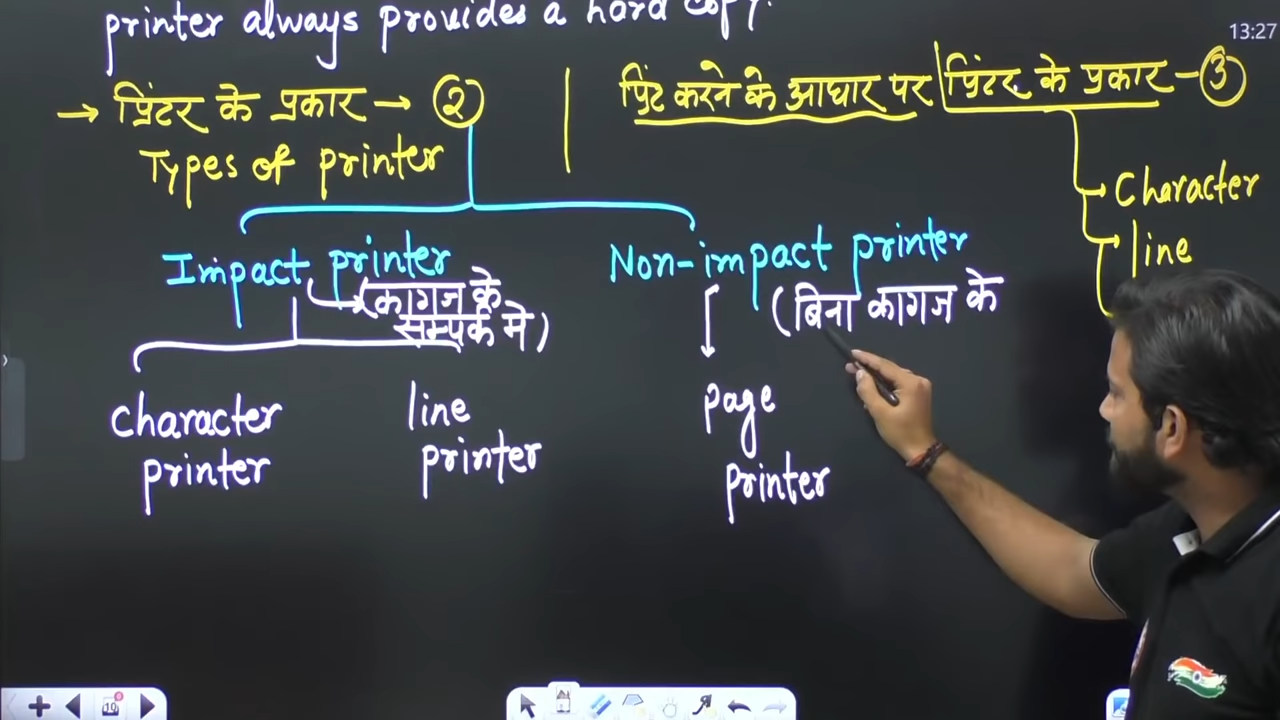 printer always provides a hard copy.
13:27
→ प्रिंटर के प्रकार → ②
Types of printer
प्रिंट करने के आधार पर प्रिंटर के प्रकार - ③
Character
line
Impact printer
(कागज के
सम्पर्क मे)
Non-impact printer
(बिना कागज के
Character
printer
line
printer
page
printer